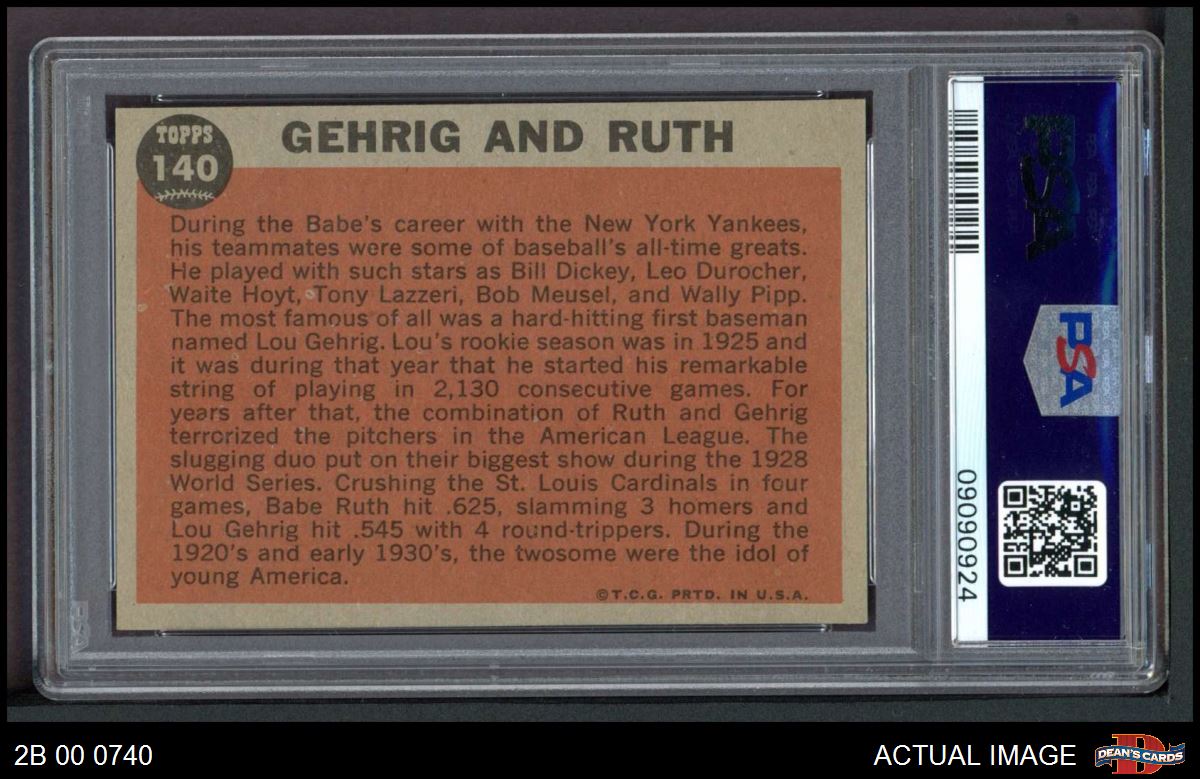 TOPPS
140
GEHRIG AND RUTH
During the Babe's career with the New York Yankees,
his teammates were some of baseball's all-time greats.
He played with such stars as Bill Dickey, Leo Durocher,
Waite Hoyt, Tony Lazzeri, Bob Meusel, and Wally Pipp.
The most famous of all was a hard-hitting first baseman
named Lou Gehrig. Lou's rookie season was in 1925 and
it was during that year that he started his remarkable
string of playing in 2,130 consecutive games. For
years after that, the combination of Ruth and Gehrig
terrorized the pitchers in the American League. The
slugging duo put on their biggest show during the 1928
World Series. Crushing the St. Louis Cardinals in four
games, Babe Ruth hit .625, slamming 3 homers and
Lou Gehrig hit .545 with 4 round-trippers. During the
1920's and early 1930's, the twosome were the idol of
young America.
©T.C.G. PRTD. IN U.S.A.
PSA
PSA
09090924
2B 00 0740
ACTUAL IMAGE
D
DEAN'S CARDS